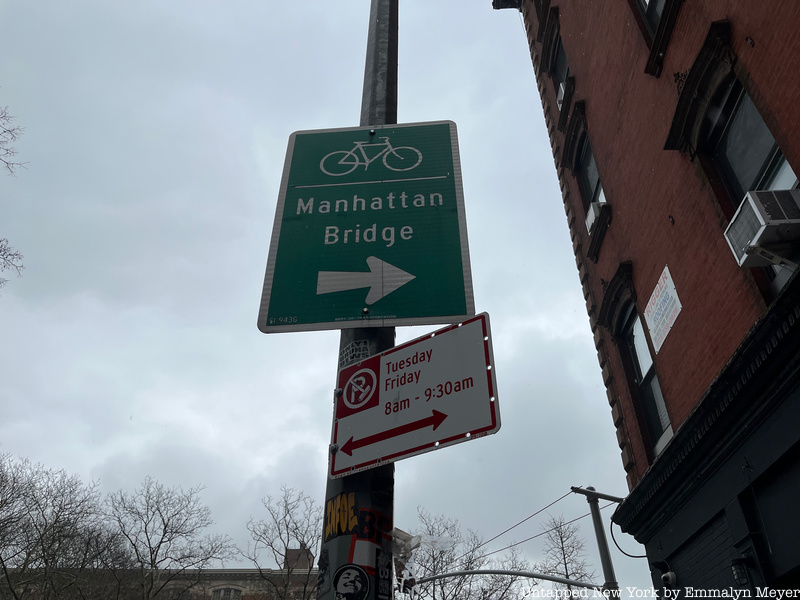 Manhattan
Bridge
Tuesday
Friday
8am - 9:30am
Untapped New York by Emmalyn Meyer